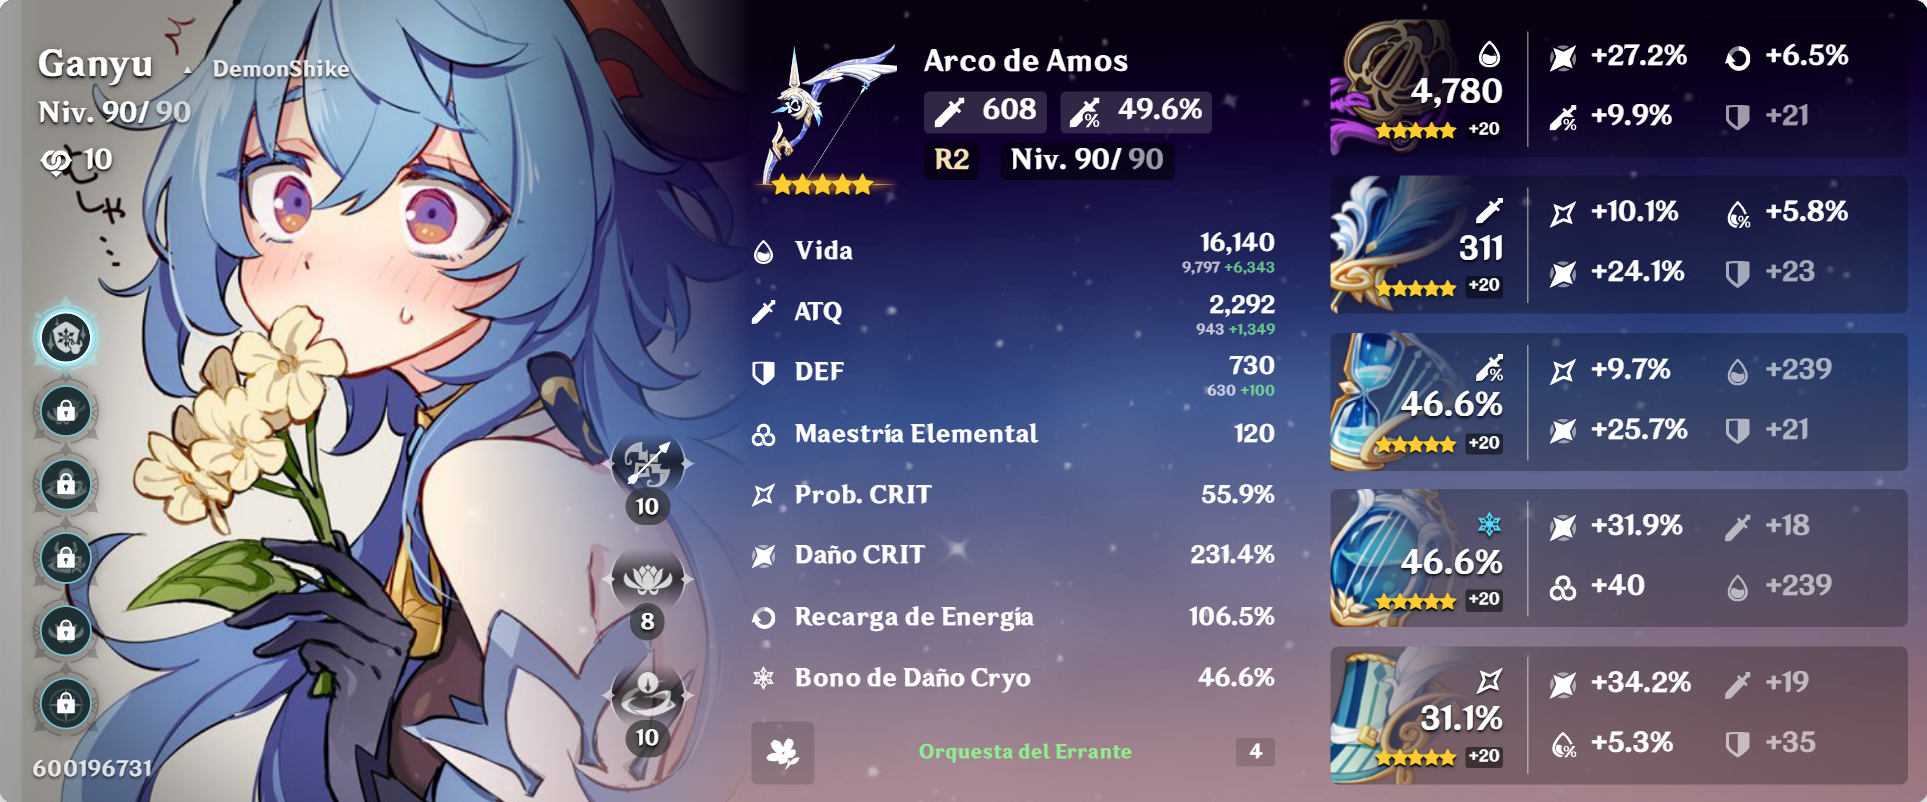 Ganyu ▲ DemonShike
Niv. 90/ 90
10
むしゃ
10
8
10
600196731
Arco de Amos
608 49.6%
R2 Niv. 90/ 90
Vida 16,140
9,797 +6,343
ATQ 2,292
943 +1,349
DEF 730
630 +100
Maestría Elemental 120
Prob. CRIT 55.9%
Daño CRIT 231.4%
Recarga de Energía 106.5%
Bono de Daño Cryo 46.6%
Orquesta del Errante 4
4,780
+20
+27.2% +6.5%
+9.9% +21
311
+20
+10.1% +5.8%
+24.1% +23
46.6%
+20
+9.7% +239
+25.7% +21
46.6%
+20
+31.9% +18
+40 +239
31.1%
+20
+34.2% +19
+5.3% +35